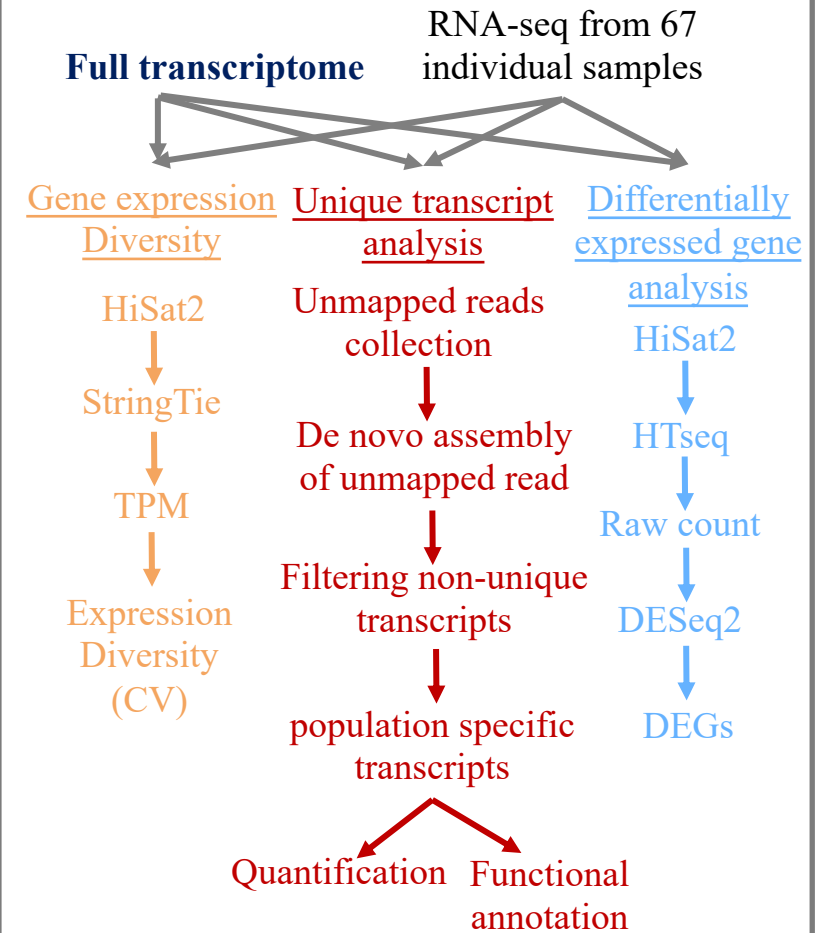 RNA-seq from 67
individual samples
Full transcriptome
Gene expression
Diversity
HiSat2
StringTie
TPM
Expression
Diversity
(CV)
Unique transcript
analysis
Unmapped reads
collection
De novo assembly
of unmapped read
Filtering non-unique
transcripts
population specific
transcripts
Quantification
Functional
annotation
Differentially
expressed gene
analysis
HiSat2
HTseq
Raw count
DESeq2
DEGs